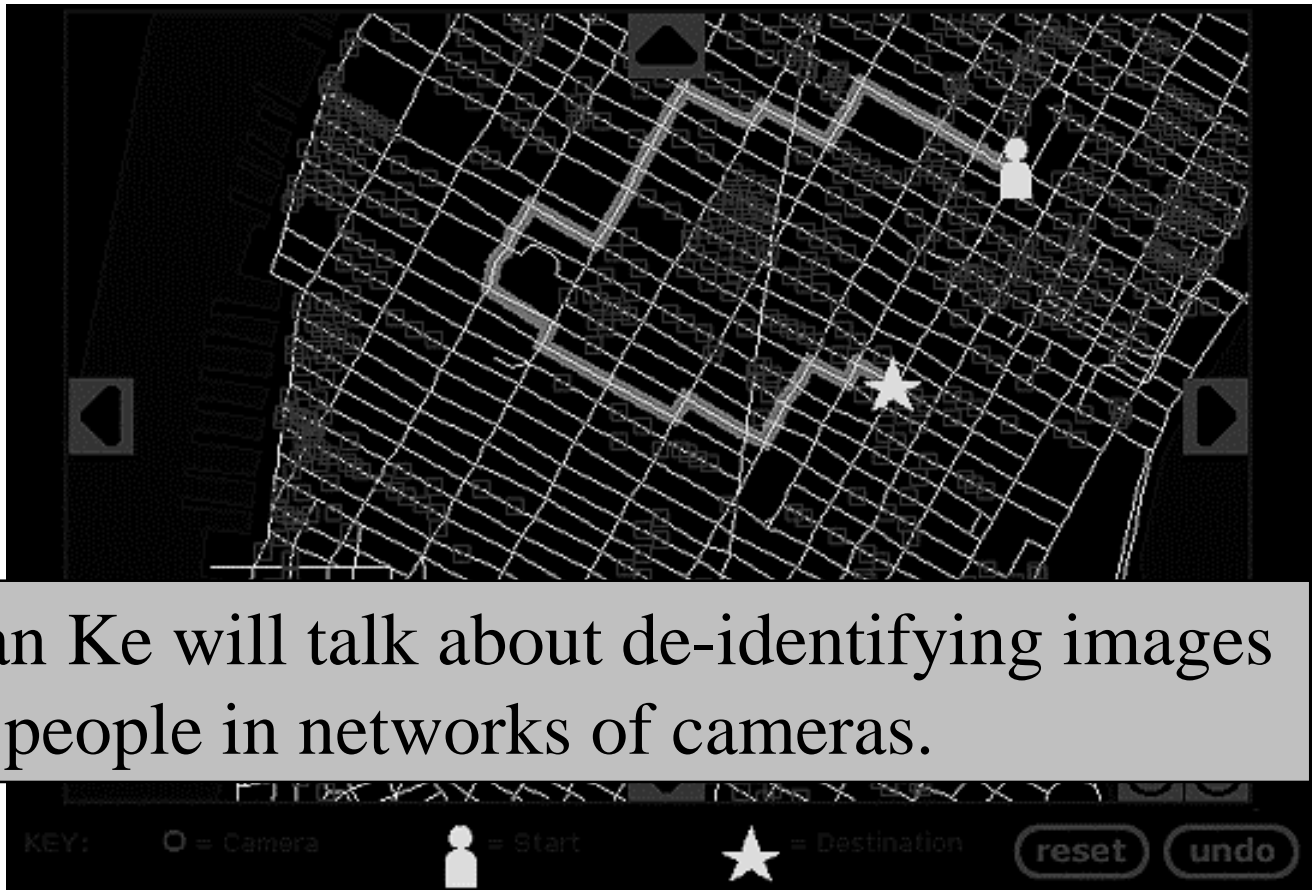 an Ke will talk about de-identifying images
people in networks of cameras.
KEY: = Camera = Start = Destination reset undo